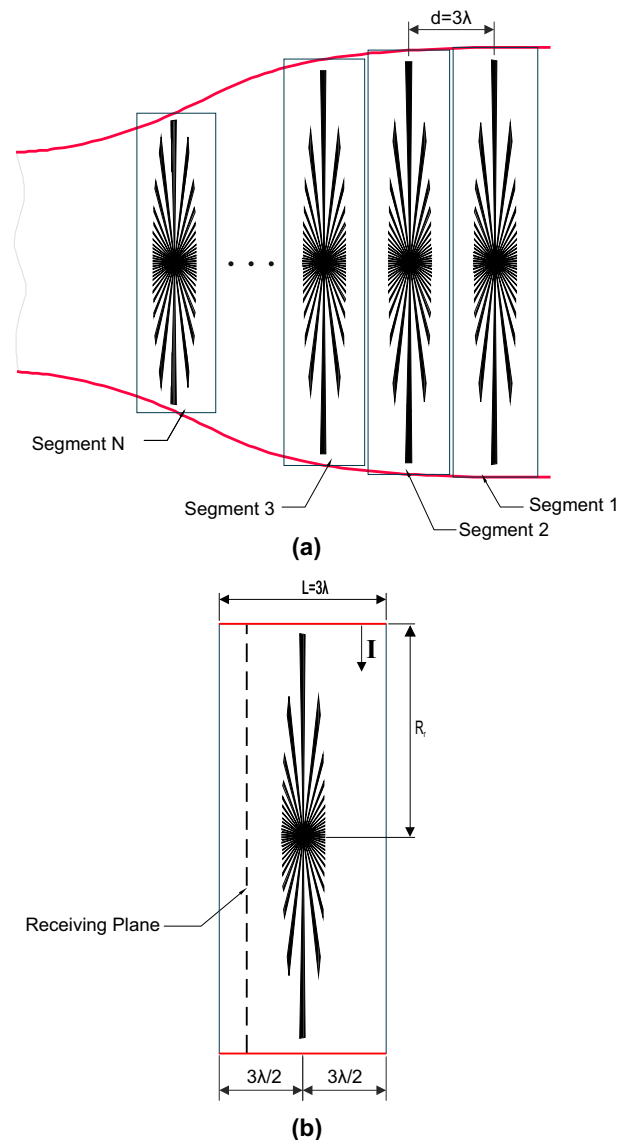 d=3λ
Segment N
Segment 3
Segment 2
Segment 1
(a)
L=3λ
I
Rᵣ
Receiving Plane
3λ/2
3λ/2
(b)